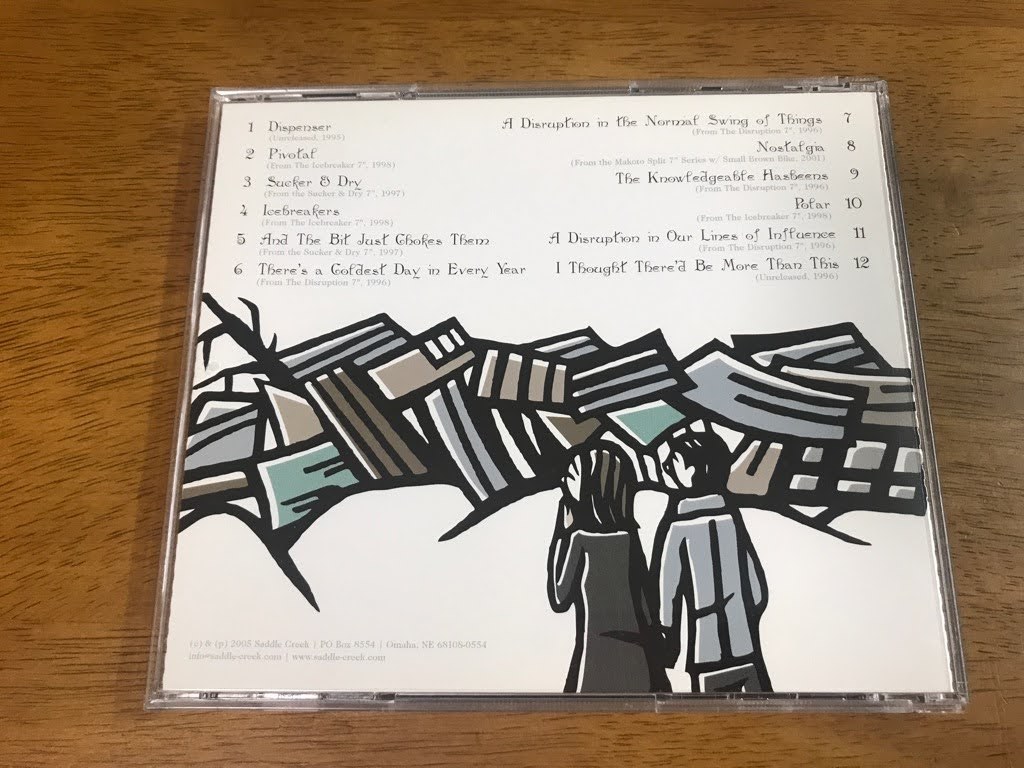 1 Dispenser
(Unreleased, 1995)
2 Pivotal
(From The Icebreaker 7", 1998)
3 Sucker & Dry
(From the Sucker & Dry 7", 1997)
4 Icebreakers
(From The Icebreaker 7", 1998)
5 And The Bit Just Chokes Them
(From the Sucker & Dry 7", 1997)
6 There's a Coldest Day in Every Year
(From The Disruption 7", 1996)
A Disruption in the Normal Swing of Things 7
(From The Disruption 7", 1996)
Nostalgia 8
(From the Makoto Split 7" Series w/ Small Brown Bike, 2001)
The Knowledgeable Hasbeens 9
(From The Disruption 7", 1996)
Polar 10
(From The Icebreaker 7", 1998)
A Disruption in Our Lines of Influence 11
(From The Disruption 7", 1996)
I Thought There'd Be More Than This 12
(Unreleased, 1996)
(c) & (p) 2005 Saddle Creek | PO Box 8554 | Omaha, NE 68108-0554
info@saddle-creek.com | www.saddle-creek.com